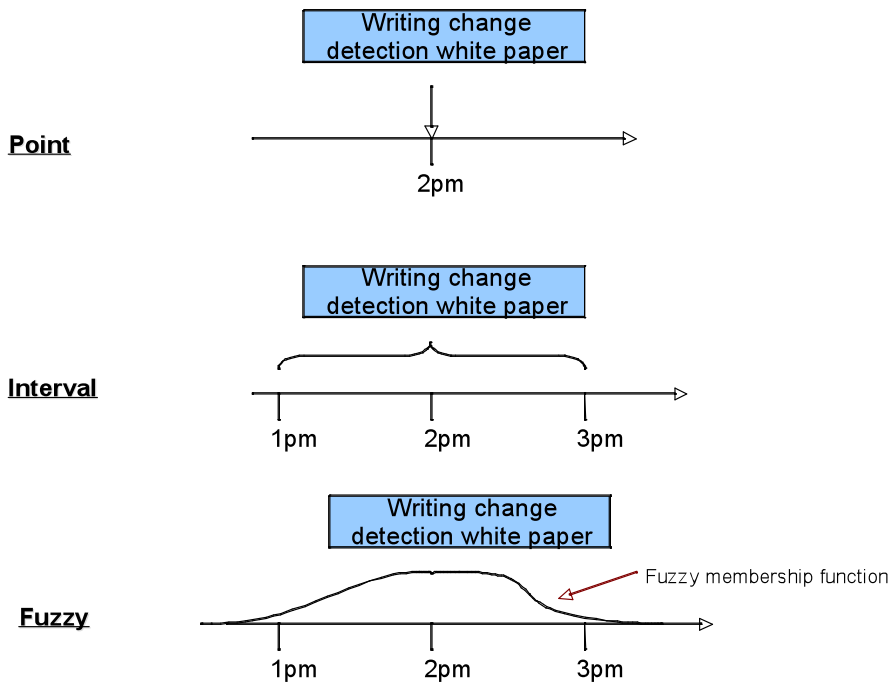 Writing change
detection white paper
Point
2pm
Writing change
detection white paper
Interval
1pm 2pm 3pm
Writing change
detection white paper
Fuzzy membership function
Fuzzy
1pm 2pm 3pm